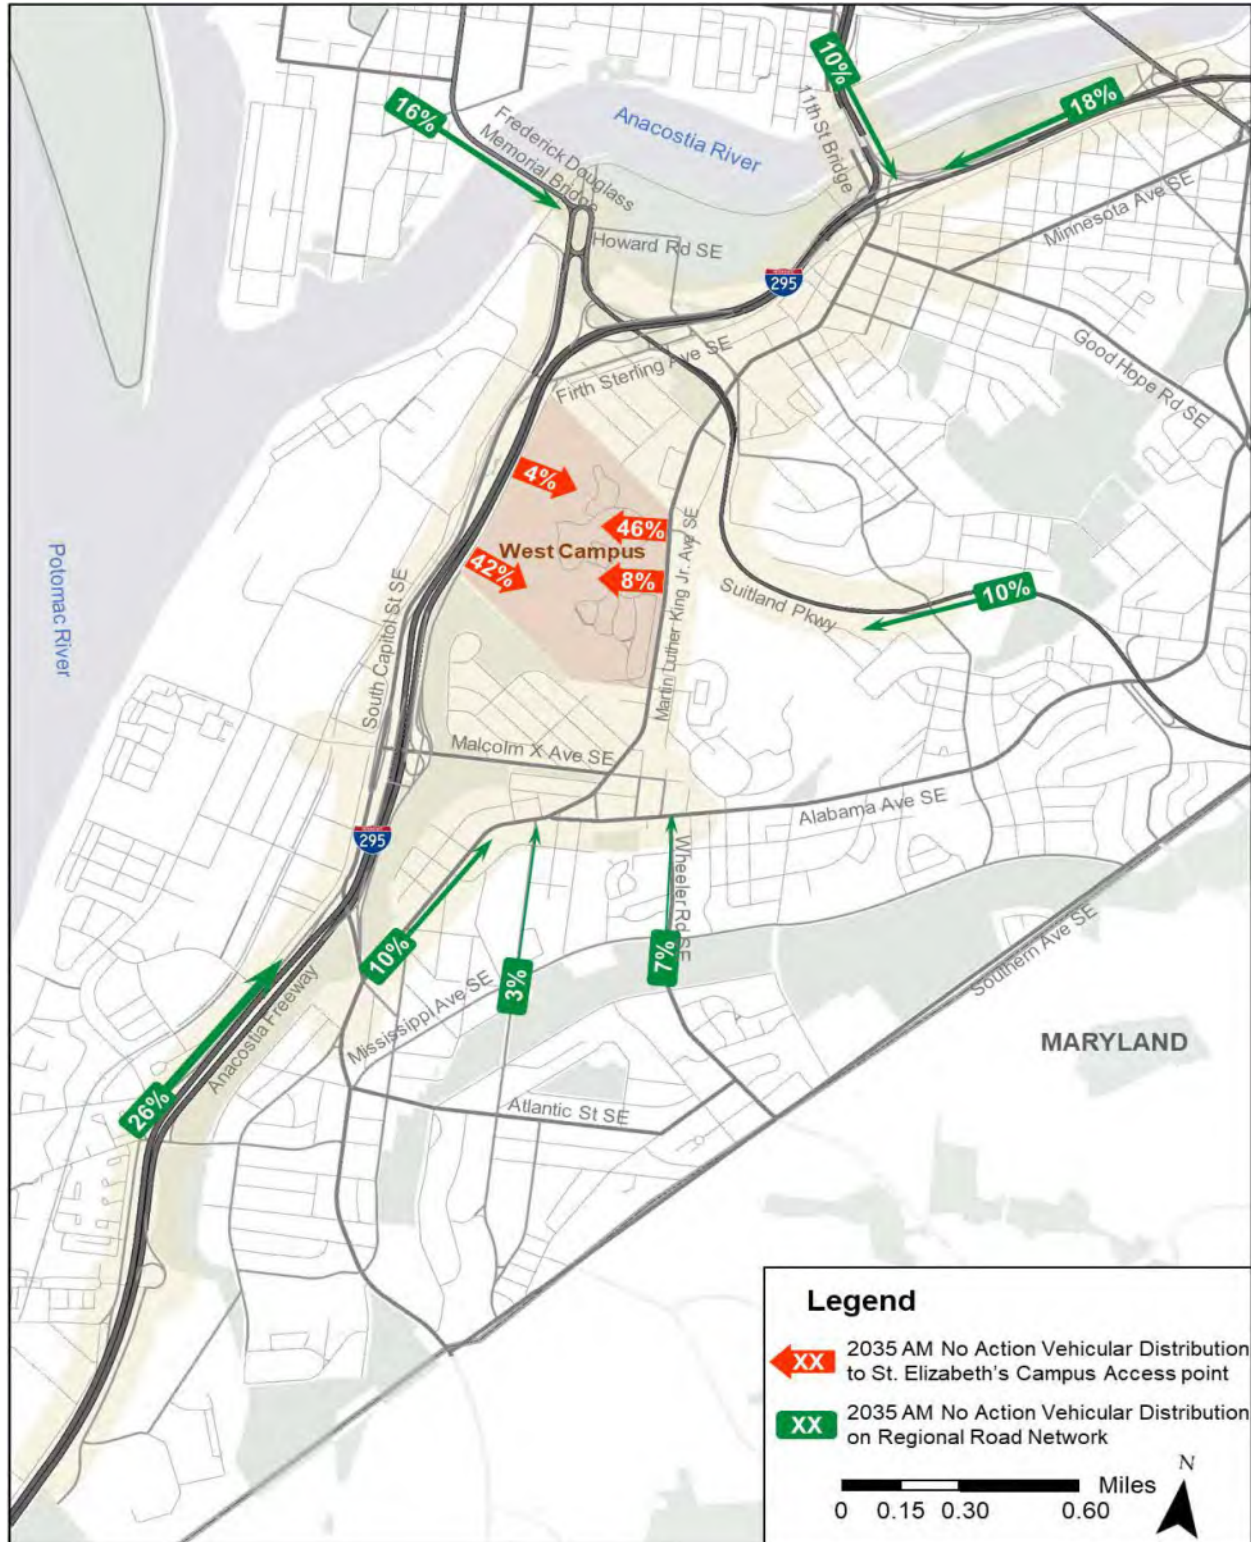 10%
18%
16%
Frederick Douglass
Memorial Bridge
Anacostia River
11th St Bridge
Minnesota Ave SE
Howard Rd SE
295
Good Hope Rd SE
Firth Sterling Ave SE
4%
46%
West Campus
42%
8%
Potomac River
South Capitol St SE
Martin Luther King Jr. Ave SE
Suitland Pkwy
10%
Malcolm X Ave SE
Alabama Ave SE
295
Wheeler Rd SE
10%
3%
7%
Southern Ave SE
Anacostia Freeway
Mississippi Ave SE
MARYLAND
26%
Atlantic St SE
Legend
XX 2035 AM No Action Vehicular Distribution
to St. Elizabeth's Campus Access point
XX 2035 AM No Action Vehicular Distribution
on Regional Road Network
N
Miles
0 0.15 0.30 0.60